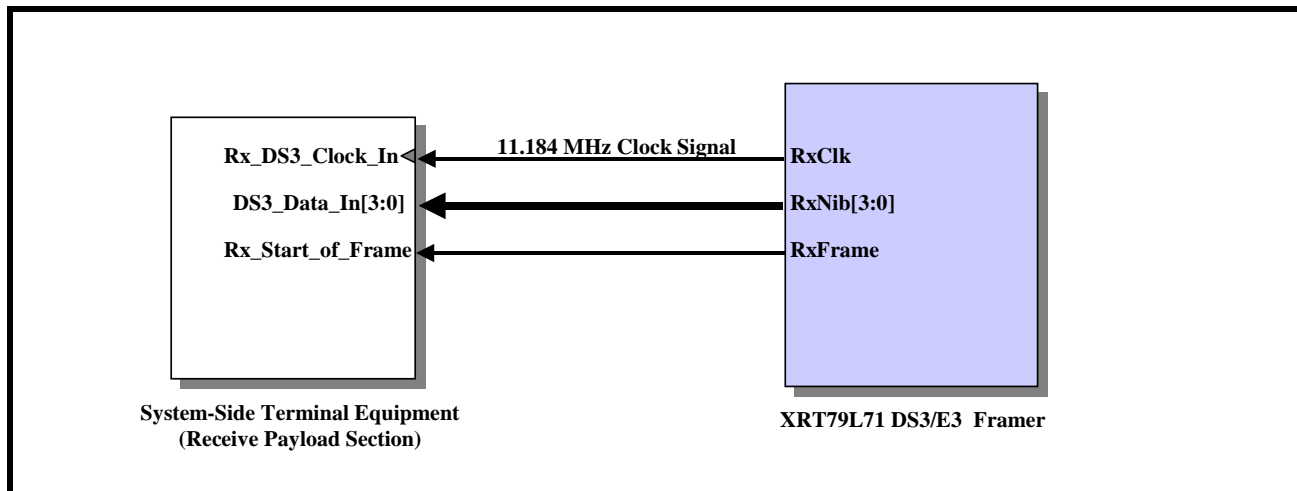 11.184 MHz Clock Signal
Rx_DS3_Clock_In
RxClk
DS3_Data_In[3:0]
RxNib[3:0]
Rx_Start_of_Frame
RxFrame
System-Side Terminal Equipment
(Receive Payload Section)
XRT79L71 DS3/E3 Framer